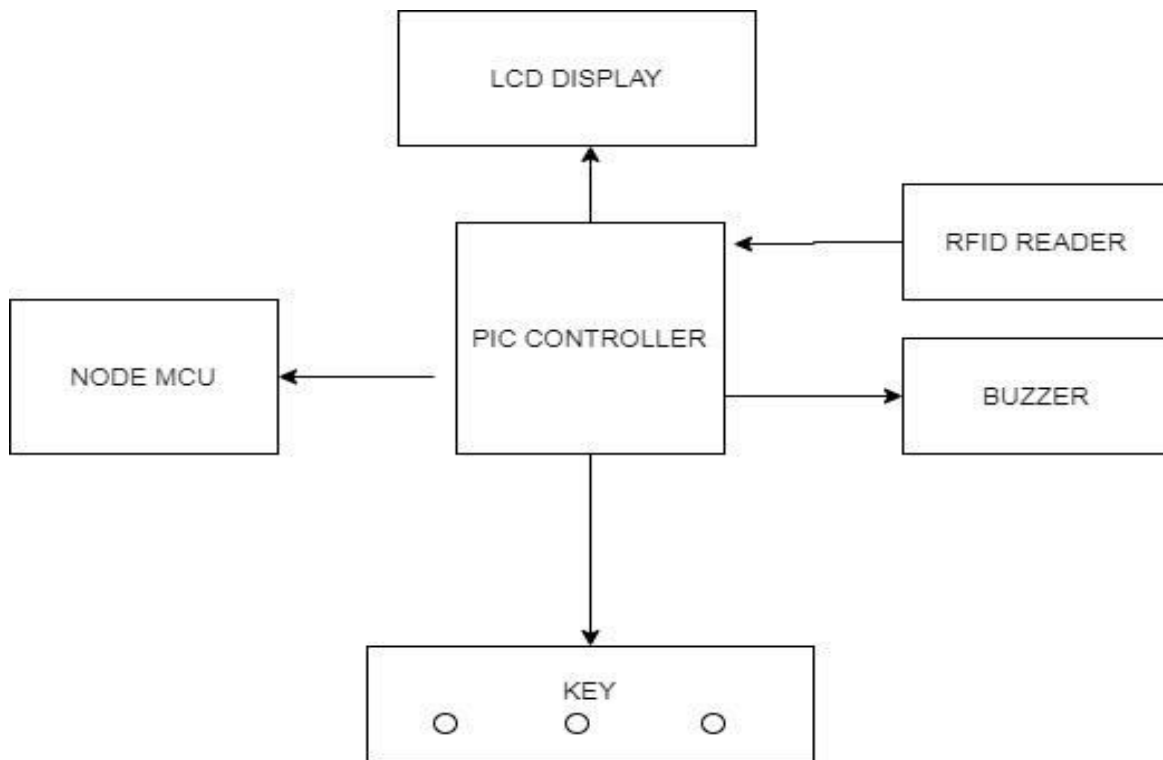 LCD DISPLAY
RFID READER
PIC CONTROLLER
NODE MCU
BUZZER
KEY